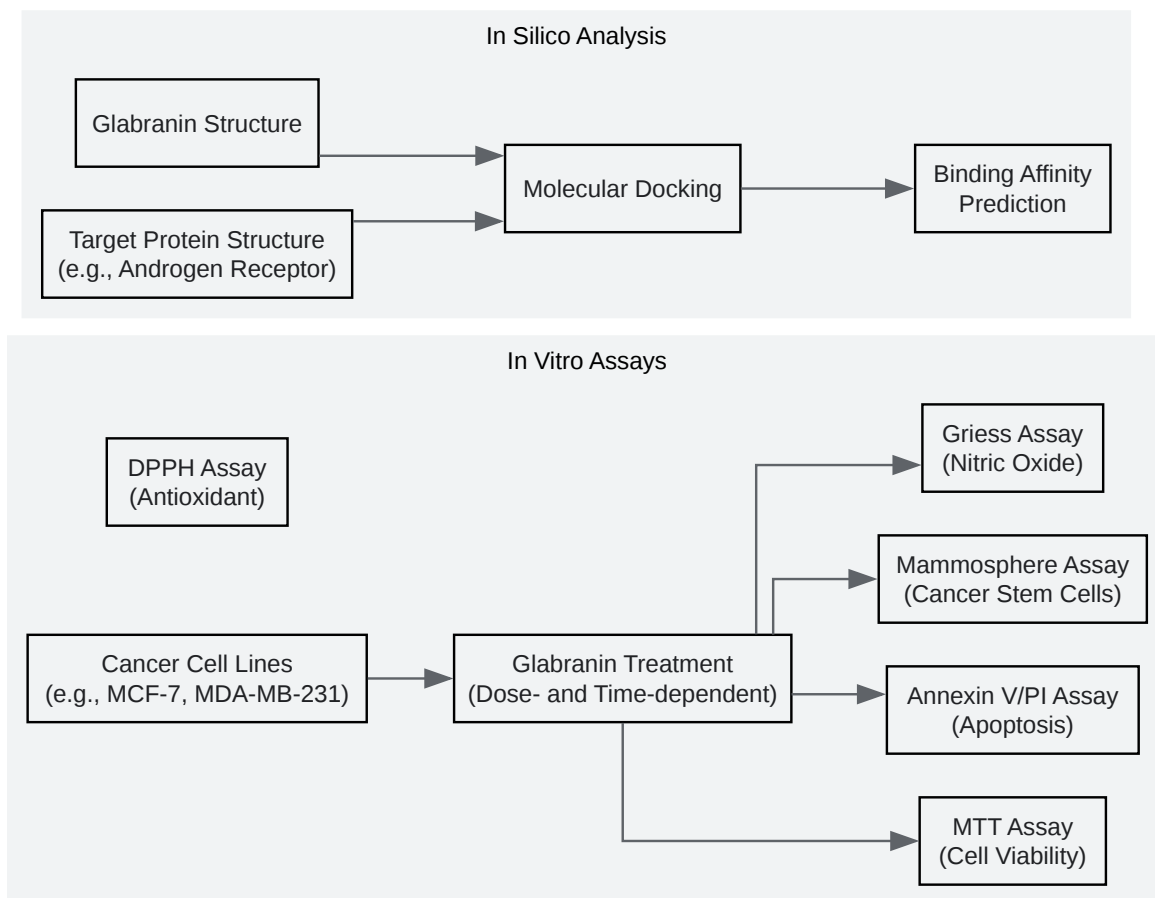 In Silico Analysis
Glabranin Structure
Target Protein Structure
(e.g., Androgen Receptor)
Molecular Docking
Binding Affinity
Prediction
In Vitro Assays
DPPH Assay
(Antioxidant)
Cancer Cell Lines
(e.g., MCF-7, MDA-MB-231)
Glabranin Treatment
(Dose- and Time-dependent)
Griess Assay
(Nitric Oxide)
Mammosphere Assay
(Cancer Stem Cells)
Annexin V/PI Assay
(Apoptosis)
MTT Assay
(Cell Viability)